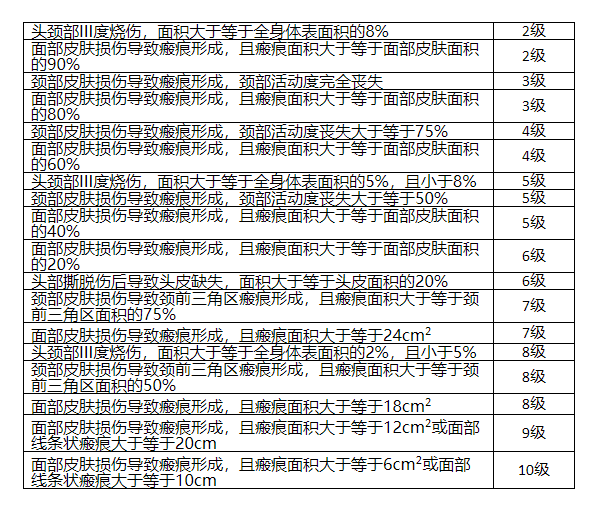 头颈部III度烧伤，面积大于等于全身体表面积的8% 2级
面部皮肤损伤导致瘢痕形成，且瘢痕面积大于等于面部皮肤面积
的90% 2级
颈部皮肤损伤导致瘢痕形成，颈部活动度完全丧失 3级
面部皮肤损伤导致瘢痕形成，且瘢痕面积大于等于面部皮肤面积
的80% 3级
颈部皮肤损伤导致瘢痕形成，颈部活动度丧失大于等于75% 4级
面部皮肤损伤导致瘢痕形成，且瘢痕面积大于等于面部皮肤面积
的60% 4级
头颈部III度烧伤，面积大于等于全身体表面积的5%，且小于8% 5级
颈部皮肤损伤导致瘢痕形成，颈部活动度丧失大于等于50% 5级
面部皮肤损伤导致瘢痕形成，且瘢痕面积大于等于面部皮肤面积
的40% 5级
面部皮肤损伤导致瘢痕形成，且瘢痕面积大于等于面部皮肤面积
的20% 6级
头部撕脱伤后导致头皮缺失，面积大于等于头皮面积的20% 6级
颈部皮肤损伤导致颈前三角区瘢痕形成，且瘢痕面积大于等于颈
前三角区面积的75% 7级
面部皮肤损伤导致瘢痕形成，且瘢痕面积大于等于24cm² 7级
头颈部III度烧伤，面积大于等于全身体表面积的2%，且小于5% 8级
颈部皮肤损伤导致颈前三角区瘢痕形成，且瘢痕面积大于等于颈
前三角区面积的50% 8级
面部皮肤损伤导致瘢痕形成，且瘢痕面积大于等于18cm² 8级
面部皮肤损伤导致瘢痕形成，且瘢痕面积大于等于12cm²或面部
线条状瘢痕大于等于20cm 9级
面部皮肤损伤导致瘢痕形成，且瘢痕面积大于等于6cm²或面部
线条状瘢痕大于等于10cm 10级